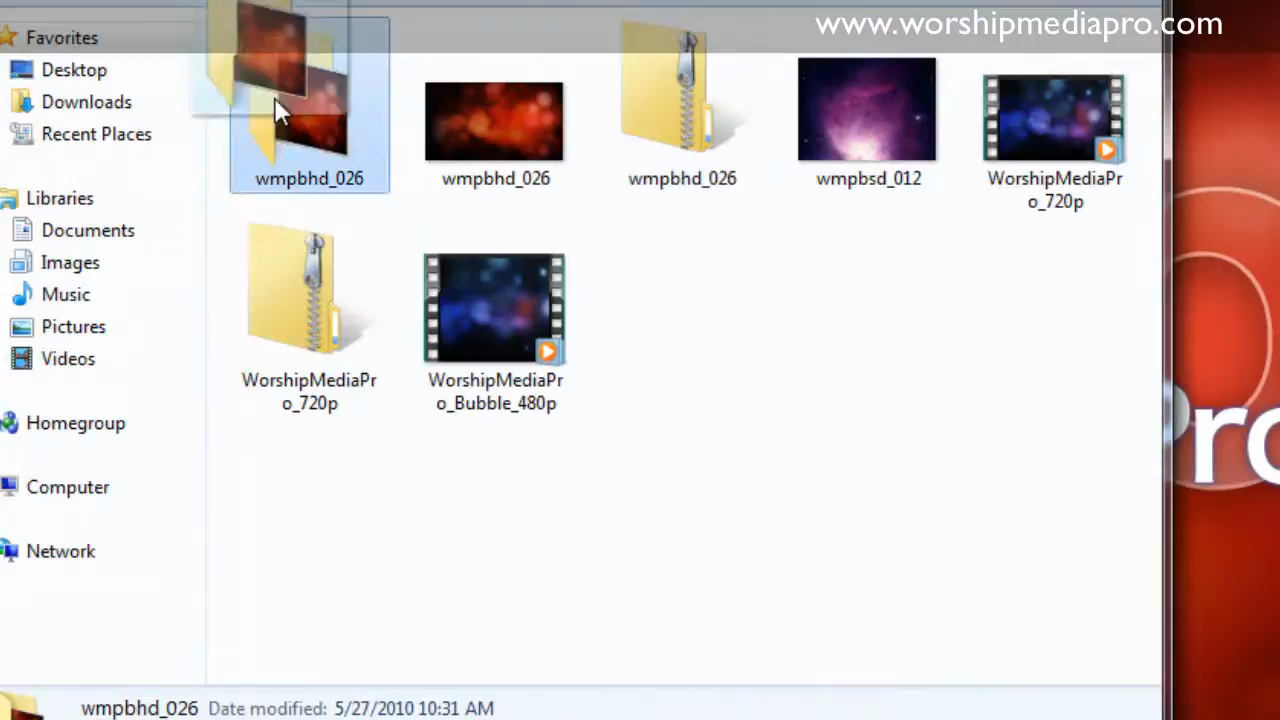 www.worshipmediapro.com
Favorites
Desktop
Downloads
Recent Places
Libraries
Documents
Images
Music
Pictures
Videos
Homegroup
Computer
Network
wmpbhd_026
wmpbhd_026
wmpbhd_026
wmpbsd_012
WorshipMediaPr
o_720p
WorshipMediaPr
o_720p
WorshipMediaPr
o_Bubble_480p
Pro
wmpbhd_026 Date modified: 5/27/2010 10:31 AM